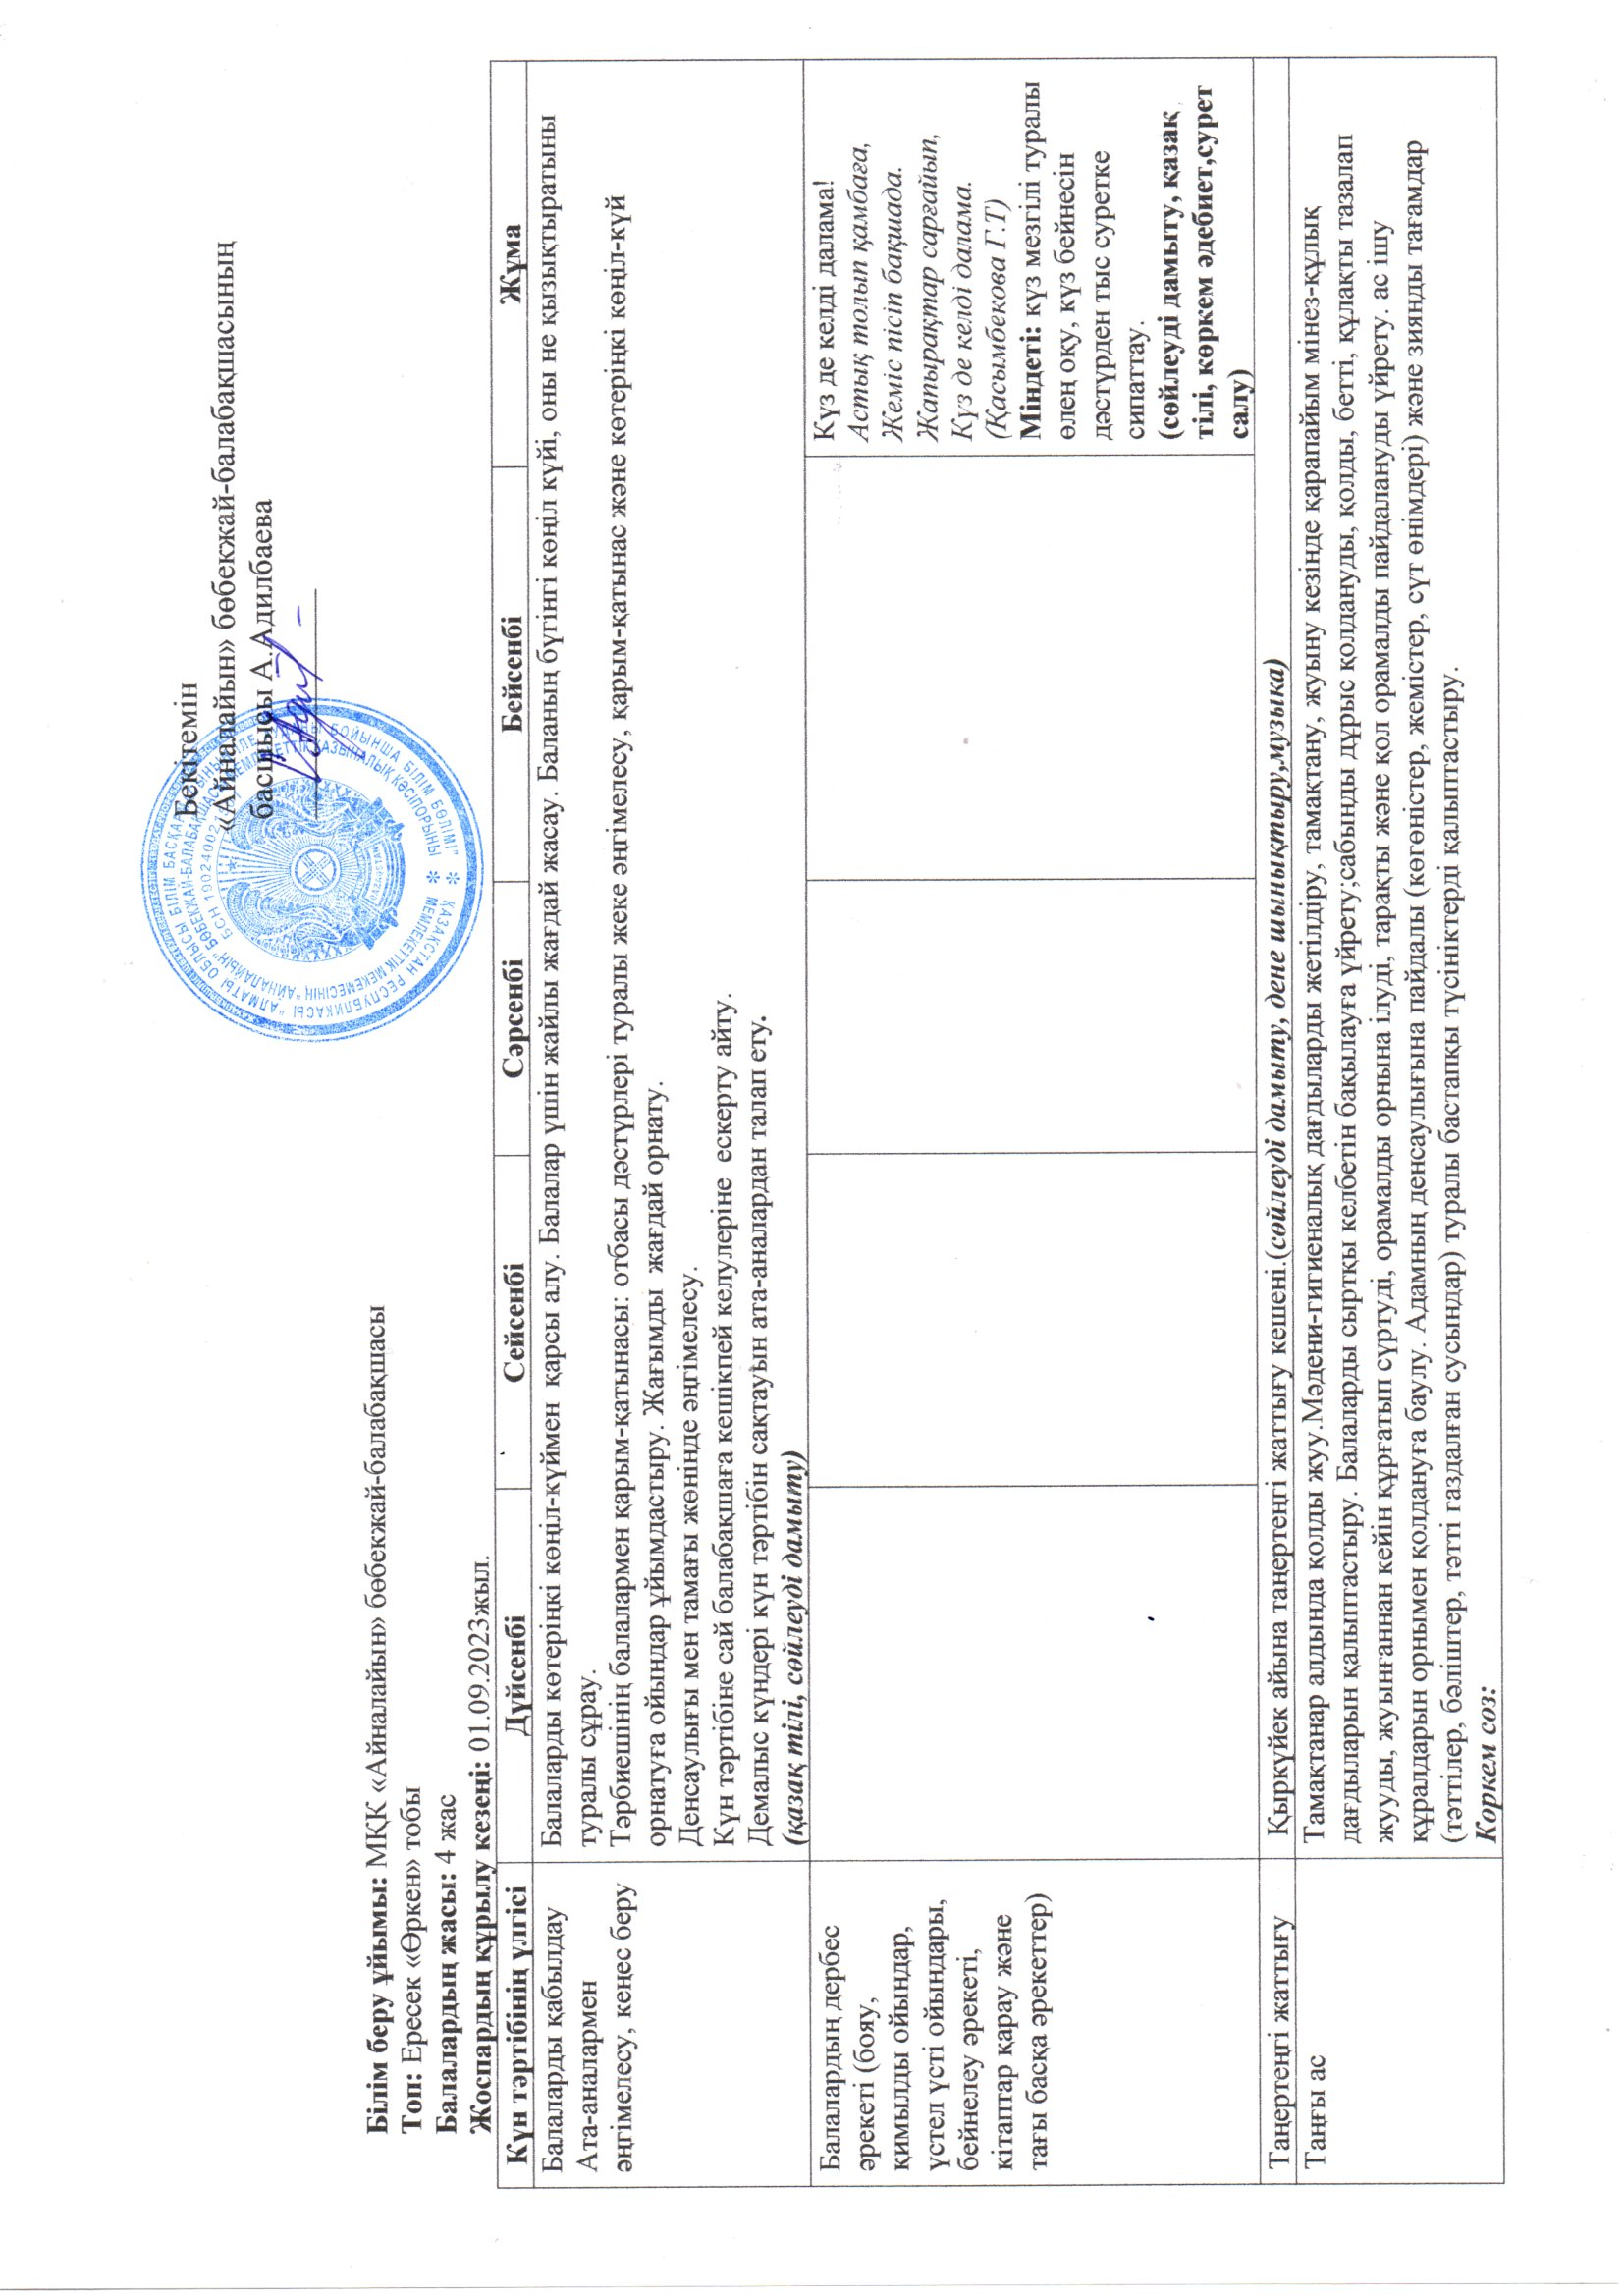 Бекітемін
«Айналайын» бөбекжай-балабақшасының
басшысы А.Адилбаева
Білім беру ұйымы: МҚК «Айналайын» бөбекжай-балабақшасы
Топ: Ересек «Өркен» тобы
Балалардың жасы: 4 жас
Жоспардың құрылу кезеңі: 01.09.2023жыл.
Күн тәртібінің үлгісі
Дүйсенбі
Сейсенбі
Сәрсенбі
Бейсенбі
Жұма
Балаларды қабылдау
Ата-аналармен
әңгімелесу, кеңес беру
Балаларды көтеріңкі көңіл-күймен қарсы алу. Балалар үшін жайлы жағдай жасау. Баланың бүгінгі көңіл күйі, оны не қызықтыратыны
туралы сұрау.
Тәрбиешінің балалармен қарым-қатынасы: отбасы дәстүрлері туралы жеке әңгімелесу, қарым-қатынас және көтеріңкі көңіл-күй
орнатуға ойындар ұйымдастыру. Жағымды жағдай орнату.
Денсаулығы мен тамағы жөнінде әңгімелесу.
Күн тәртібіне сай балабақшаға кешікпей келулеріне ескерту айту.
Демалыс күндері күн тәртібін сақтауын ата-аналардан талап ету.
(қазақ тілі, сөйлеуді дамыту)
Балалардың дербес
әрекеті (бояу,
қимылды ойындар,
үстел үсті ойындары,
бейнелеу әрекеті,
кітаптар қарау және
тағы басқа әрекеттер)
Күз де келді далама!
Астық толып қамбаға,
Жеміс пісіп бақшада.
Жапырақтар сарғайып,
Күз де келді далама.
(Қасымбекова Г.Т)
Міндеті: күз мезгілі туралы
өлең оқу, күз бейнесін
дәстүрден тыс суретке
сипаттау.
(сөйлеуді дамыту, қазақ
тілі, көркем әдебиет,сурет
салу)
Таңертеңгі жаттығу
Қыркүйек айына таңертеңгі жаттығу кешені.(сөйлеуді дамыту, дене шынықтыру,музыка)
Таңғы ас
Тамақтанар алдында қолды жуу.Мәдени-гигиеналық дағдыларды жетілдіру, тамақтану, жуыну кезінде қарапайым мінез-құлық
дағдыларын қалыптастыру. Балаларды сыртқы келбетін бақылауға үйрету;сабынды дұрыс қолдануды, қолды, бетті, құлақты тазалап
жууды, жуынғаннан кейін құрғатып сүртуді, орамалды орнына ілуді, тарақты және қол орамалды пайдалануды үйрету. ас ішу
құралдарын орнымен қолдануға баулу. Адамның денсаулығына пайдалы (көгөністер, жемістер, сүт өнімдері) және зиянды тағамдар
(тәттілер, бәліштер, тәтті газдалған сусындар) туралы бастапқы түсініктерді қалыптастыру.
Көркем сөз: